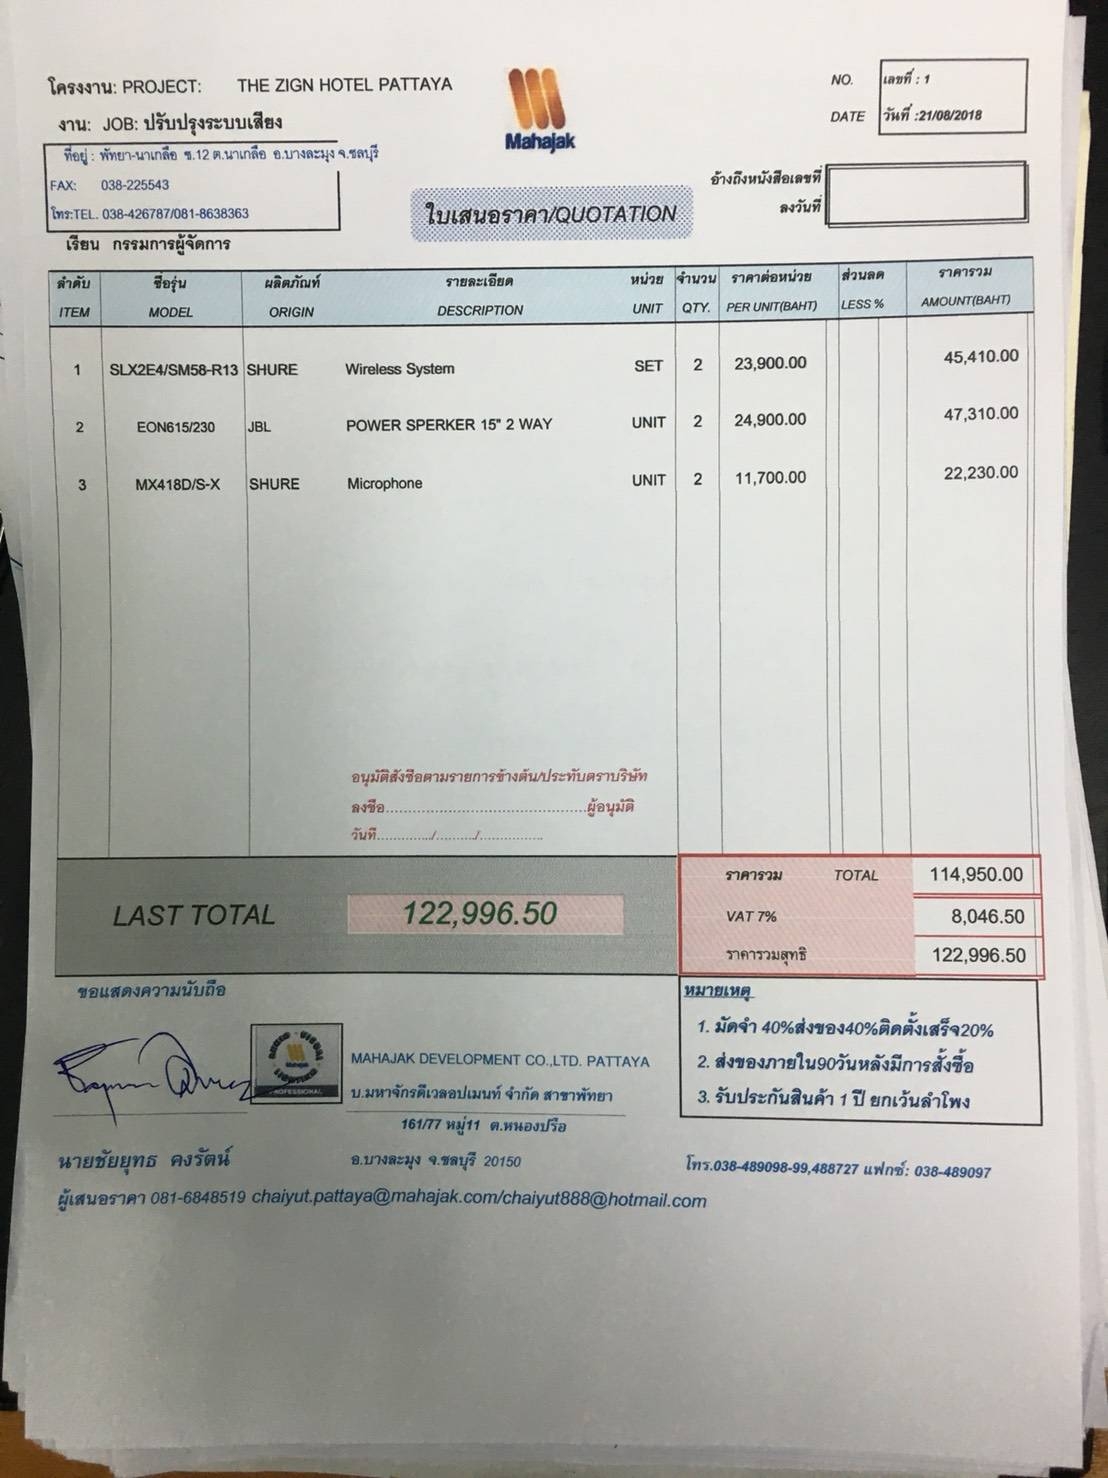 โครงงาน: PROJECT: THE ZIGN HOTEL PATTAYA
งาน: JOB: ปรับปรุงระบบเสียง
ที่อยู่ : พัทยา-นาเกลือ ซ.12 ต.นาเกลือ อ.บางละมุง จ.ชลบุรี
FAX: 038-225543
โทร:TEL. 038-426787/081-8638363
เรียน กรรมการผู้จัดการ
Mahajak
ใบเสนอราคา/QUOTATION
NO. เลขที่ : 1
DATE วันที่ :21/08/2018
อ้างถึงหนังสือเลขที่
ลงวันที่
ลำดับ ชื่อรุ่น ผลิตภัณฑ์ รายละเอียด หน่วย จำนวน ราคาต่อหน่วย ส่วนลด ราคารวม
ITEM MODEL ORIGIN DESCRIPTION UNIT QTY. PER UNIT(BAHT) LESS % AMOUNT(BAHT)
1 SLX2E4/SM58-R13 SHURE Wireless System SET 2 23,900.00 45,410.00
2 EON615/230 JBL POWER SPERKER 15" 2 WAY UNIT 2 24,900.00 47,310.00
3 MX418D/S-X SHURE Microphone UNIT 2 11,700.00 22,230.00
อนุมัติสั่งซื้อตามรายการข้างต้น/ประทับตราบริษัท
ลงชื่อ................................................ผู้อนุมัติ
วันที่............./........../................
ราคารวม TOTAL 114,950.00
LAST TOTAL 122,996.50
VAT 7% 8,046.50
ราคารวมสุทธิ 122,996.50
ขอแสดงความนับถือ
หมายเหตุ
1. มัดจำ 40%ส่งของ40%ติดตั้งเสร็จ20%
2. ส่งของภายใน90วันหลังมีการสั่งซื้อ
3. รับประกันสินค้า 1 ปี ยกเว้นลำโพง
MAHAJAK DEVELOPMENT CO.,LTD. PATTAYA
บ.มหาจักรดีเวลอปเมนท์ จำกัด สาขาพัทยา
161/77 หมู่11 ต.หนองปรือ
นายชัยยุทธ คงรัตน์ อ.บางละมุง จ.ชลบุรี 20150 โทร.038-489098-99,488727 แฟกซ์: 038-489097
ผู้เสนอราคา 081-6848519 chaiyut.pattaya@mahajak.com/chaiyut888@hotmail.com